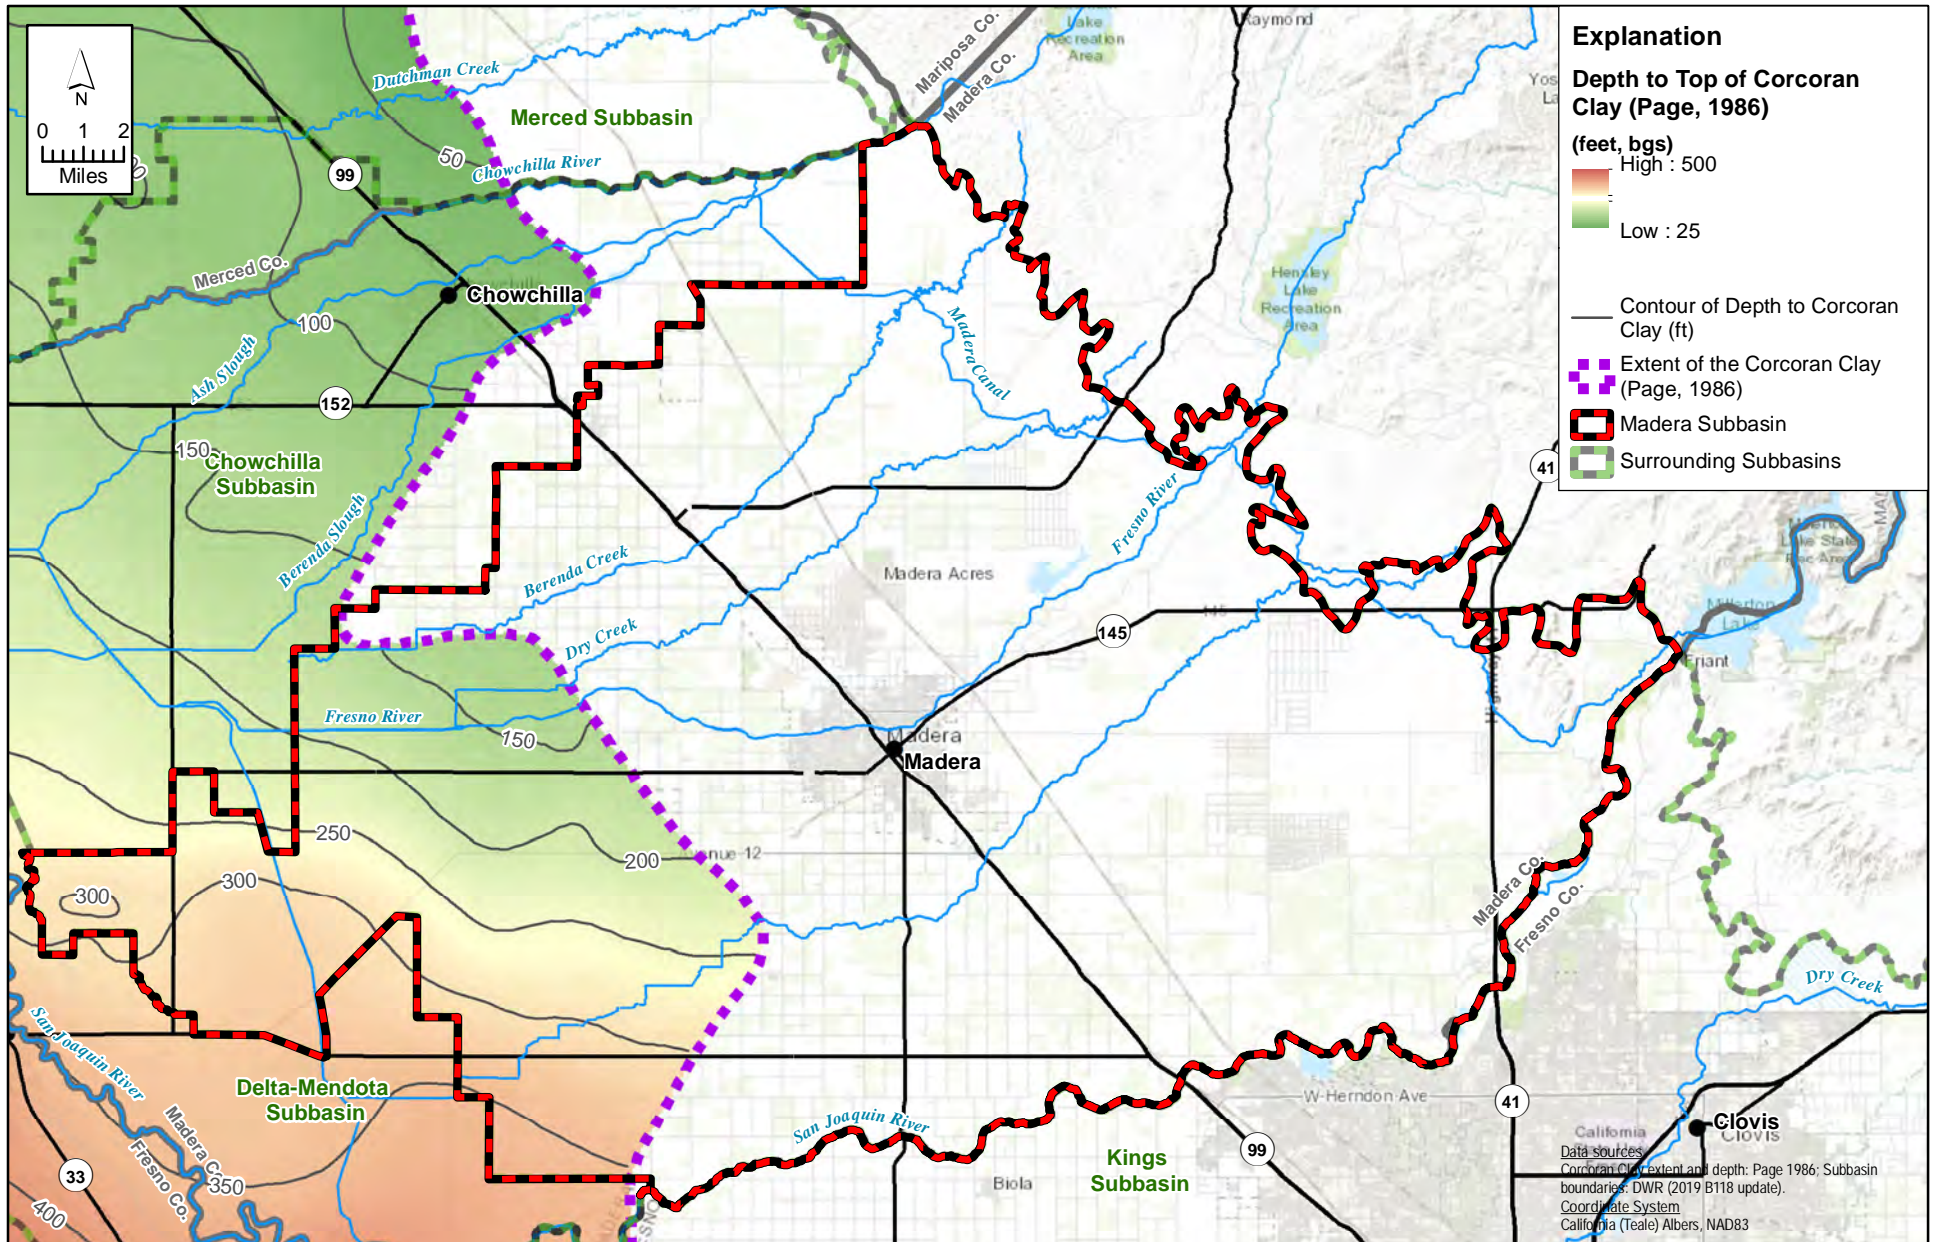 Explanation
Depth to Top of Corcoran
Clay (Page, 1986)
(feet, bgs)
High : 500
Low : 25
Contour of Depth to Corcoran
Clay (ft)
Extent of the Corcoran Clay
(Page, 1986)
Madera Subbasin
Surrounding Subbasins
N
0 1 2
Miles
Dutchman Creek
Merced Subbasin
Mariposa Co.
Madera Co.
Lake
Recreation
Area
Raymond
50
99
Chowchilla River
Merced Co.
Chowchilla
100
Ash Slough
152
150
Chowchilla
Subbasin
Berenda Slough
Madera Canal
Hensley
Lake
Recreation
Area
41
Fresno River
Berenda Creek
Madera Acres
Dry Creek
145
145
Millerton
Lake
Friant
Fresno River
150
Madera
Madera
250
200
Avenue 12
300
300
Madera Co.
Fresno Co.
Dry Creek
San Joaquin River
Delta-Mendota
Subbasin
Madera Co.
Fresno Co.
33
350
400
San Joaquin River
W Herndon Ave
41
99
Kings
Subbasin
Biola
Clovis
Clovis
California
Data sources
Corcoran Clay extent and depth: Page 1986; Subbasin
boundaries: DWR (2019 B118 update).
Coordinate System
California (Teale) Albers, NAD83